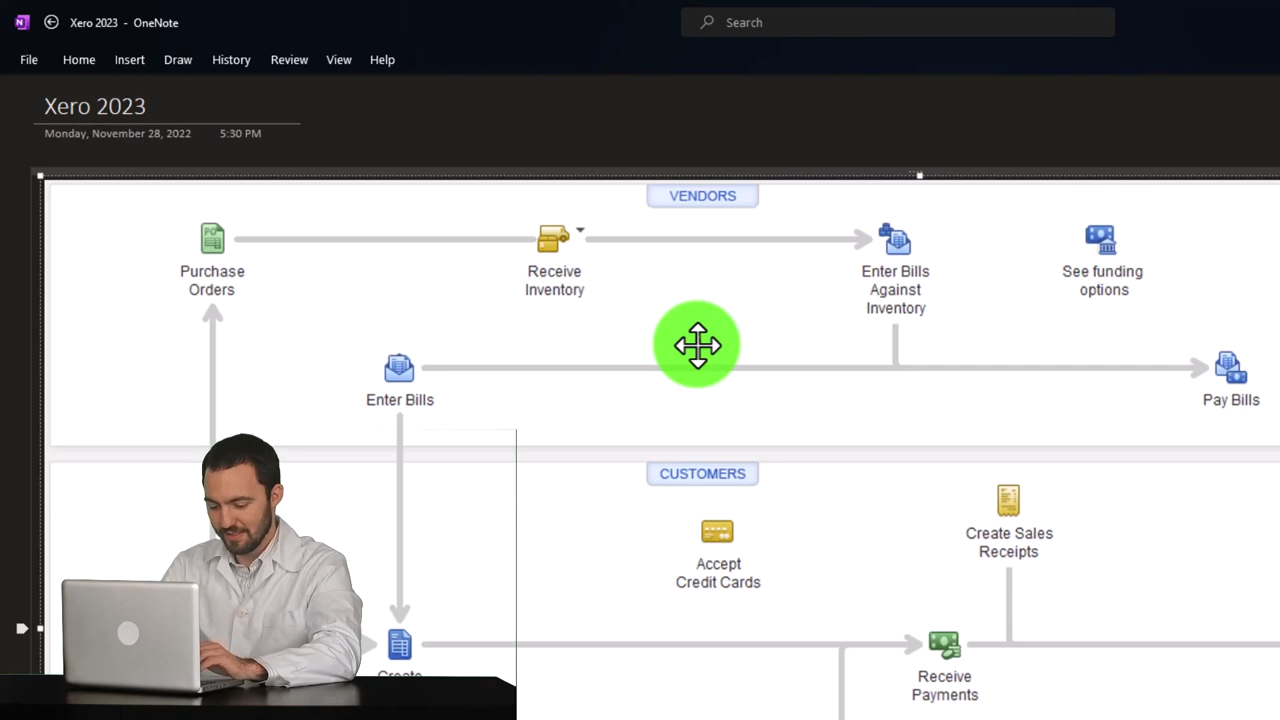 Xero 2023 - OneNote
Search
File Home Insert Draw History Review View Help
Xero 2023
Monday, November 28, 2022 5:30 PM
VENDORS
Purchase
Orders
Receive
Inventory
Enter Bills
Against
Inventory
See funding
options
Enter Bills
Pay Bills
CUSTOMERS
Accept
Credit Cards
Create Sales
Receipts
Create
Receive
Payments